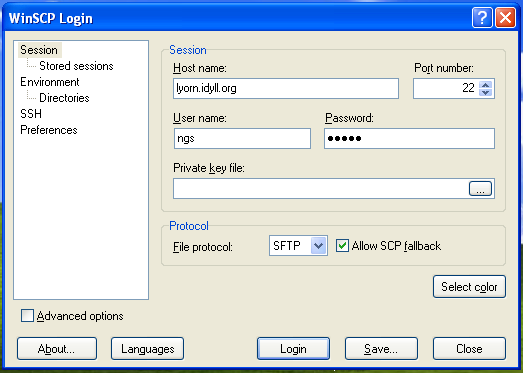 WinSCP Login
Session
Stored sessions
Environment
Directories
SSH
Preferences
Session
Host name:
Port number:
lyorn.idyll.org
22
User name:
Password:
ngs
●●●●●
Private key file:
...
Protocol
File protocol:
SFTP
Allow SCP fallback
Select color
Advanced options
About...
Languages
Login
Save...
Close